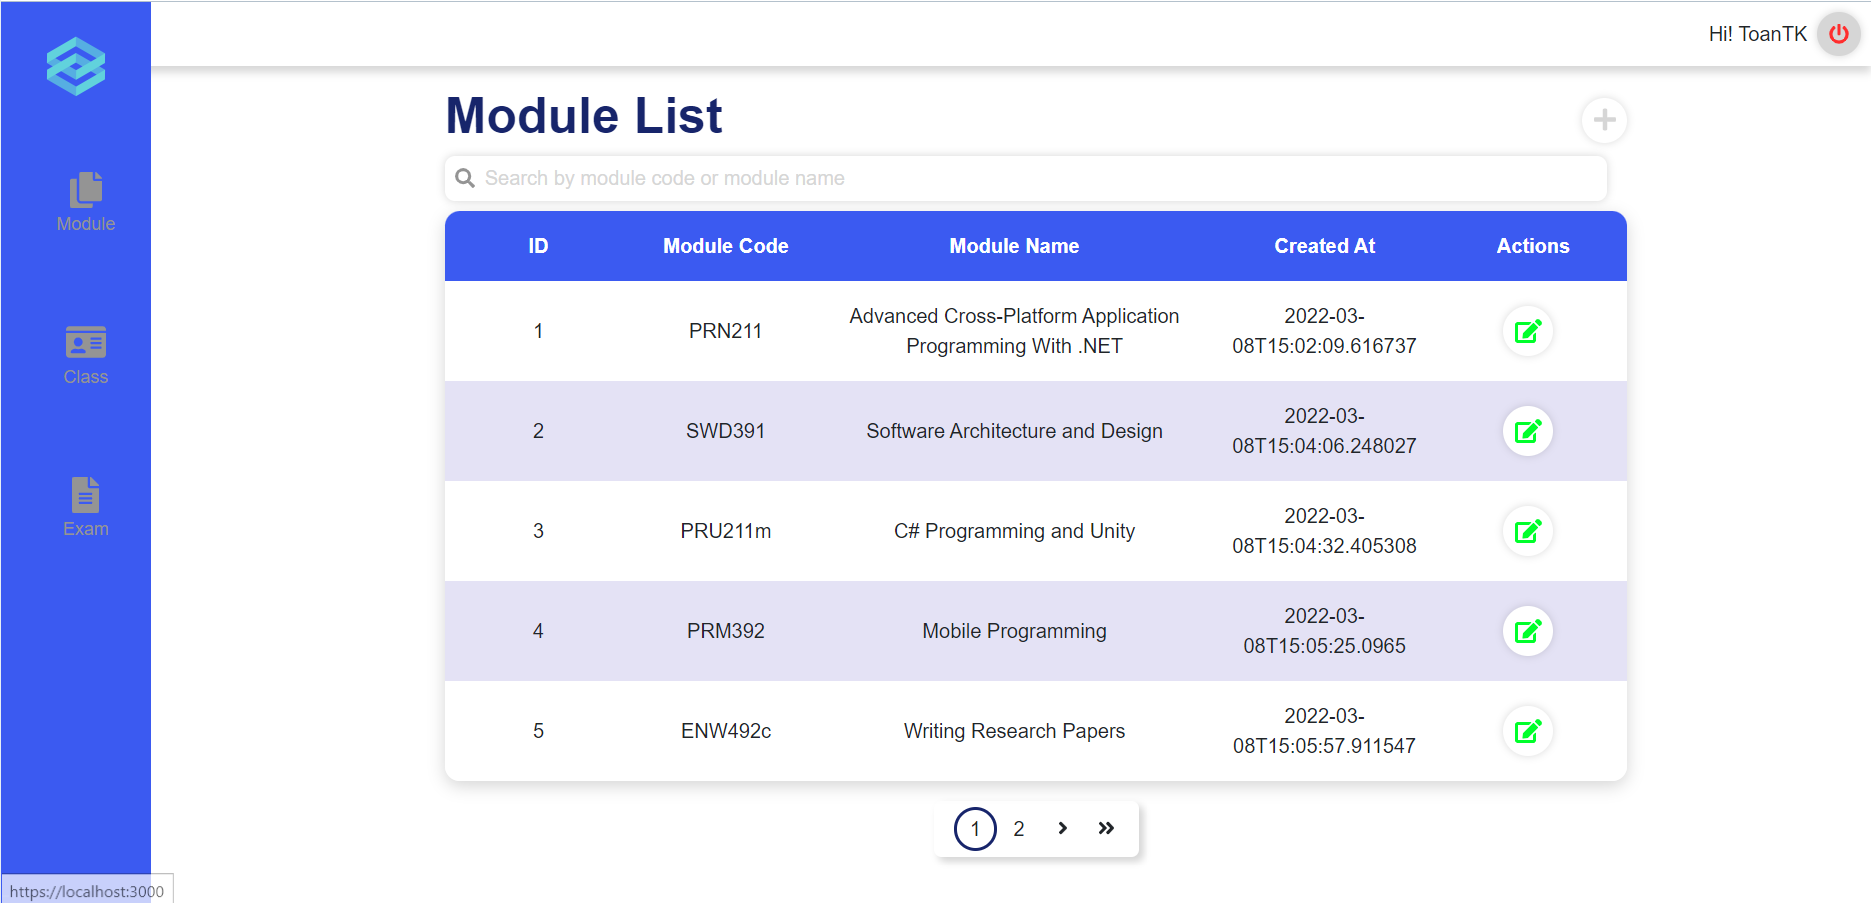 Hi! ToanTK
Module
Class
Exam
Module List
Search by module code or module name
ID Module Code Module Name Created At Actions
1 PRN211 Advanced Cross-Platform Application Programming With .NET 2022-03-08T15:02:09.616737
2 SWD391 Software Architecture and Design 2022-03-08T15:04:06.248027
3 PRU211m C# Programming and Unity 2022-03-08T15:04:32.405308
4 PRM392 Mobile Programming 2022-03-08T15:05:25.0965
5 ENW492c Writing Research Papers 2022-03-08T15:05:57.911547
1 2
https://localhost:3000